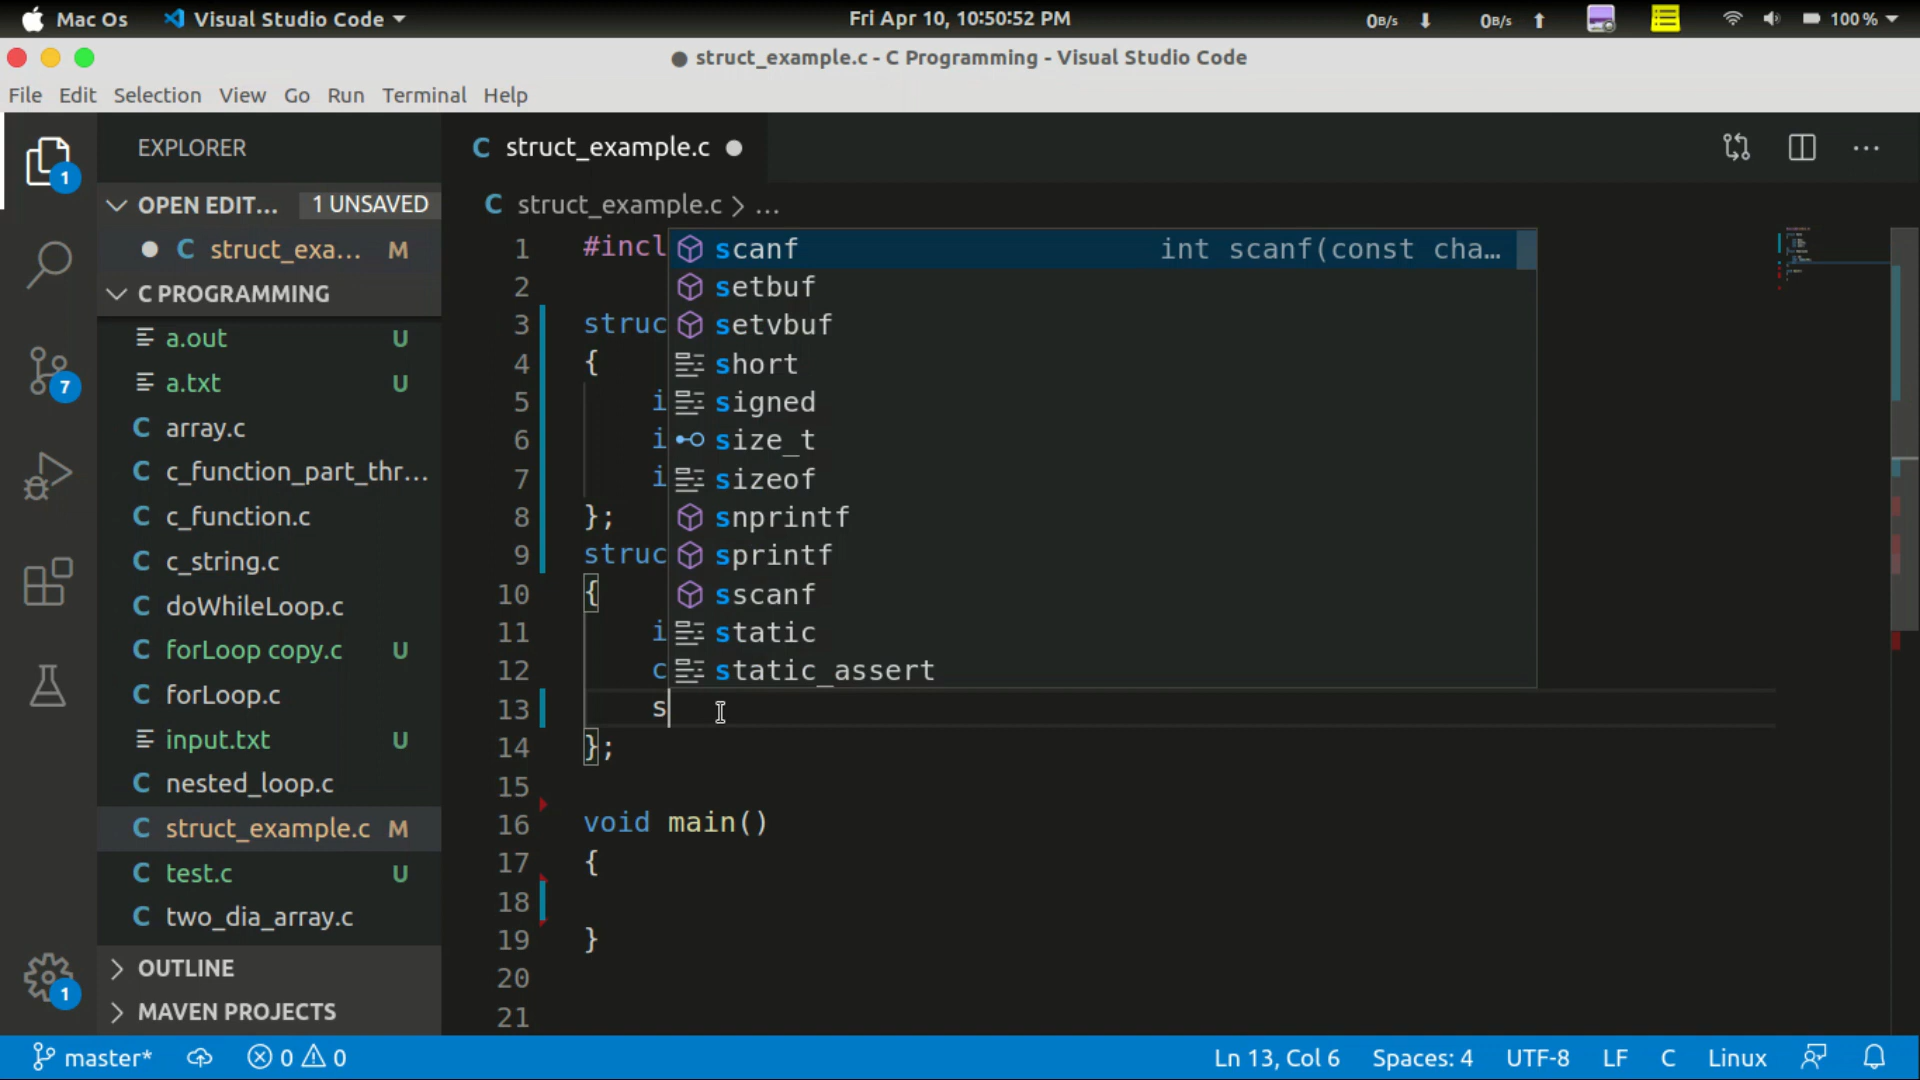 Mac Os Visual Studio Code Fri Apr 10, 10:50:52 PM 0B/s 0B/s 100 %
struct_example.c - C Programming - Visual Studio Code
File Edit Selection View Go Run Terminal Help
EXPLORER
OPEN EDIT... 1 UNSAVED
struct_exa... M
C PROGRAMMING
a.out U
a.txt U
C array.c
C c_function_part_thr...
C c_function.c
C c_string.c
C doWhileLoop.c
C forLoop copy.c U
C forLoop.c
input.txt U
C nested_loop.c
C struct_example.c M
C test.c U
C two_dia_array.c
OUTLINE
MAVEN PROJECTS
1
7
1
C struct_example.c
C struct_example.c > ...
1 #incl
2
3 struc
4 {
5 i
6 i
7 i
8 };
9 struc
10 {
11 i
12 c
13 s
14 };
15
16 void main()
17 {
18
19 }
20
21
scanf int scanf(const cha...
setbuf
setvbuf
short
signed
size_t
sizeof
snprintf
sprintf
sscanf
static
static_assert
master* 0 0 Ln 13, Col 6 Spaces: 4 UTF-8 LF C Linux